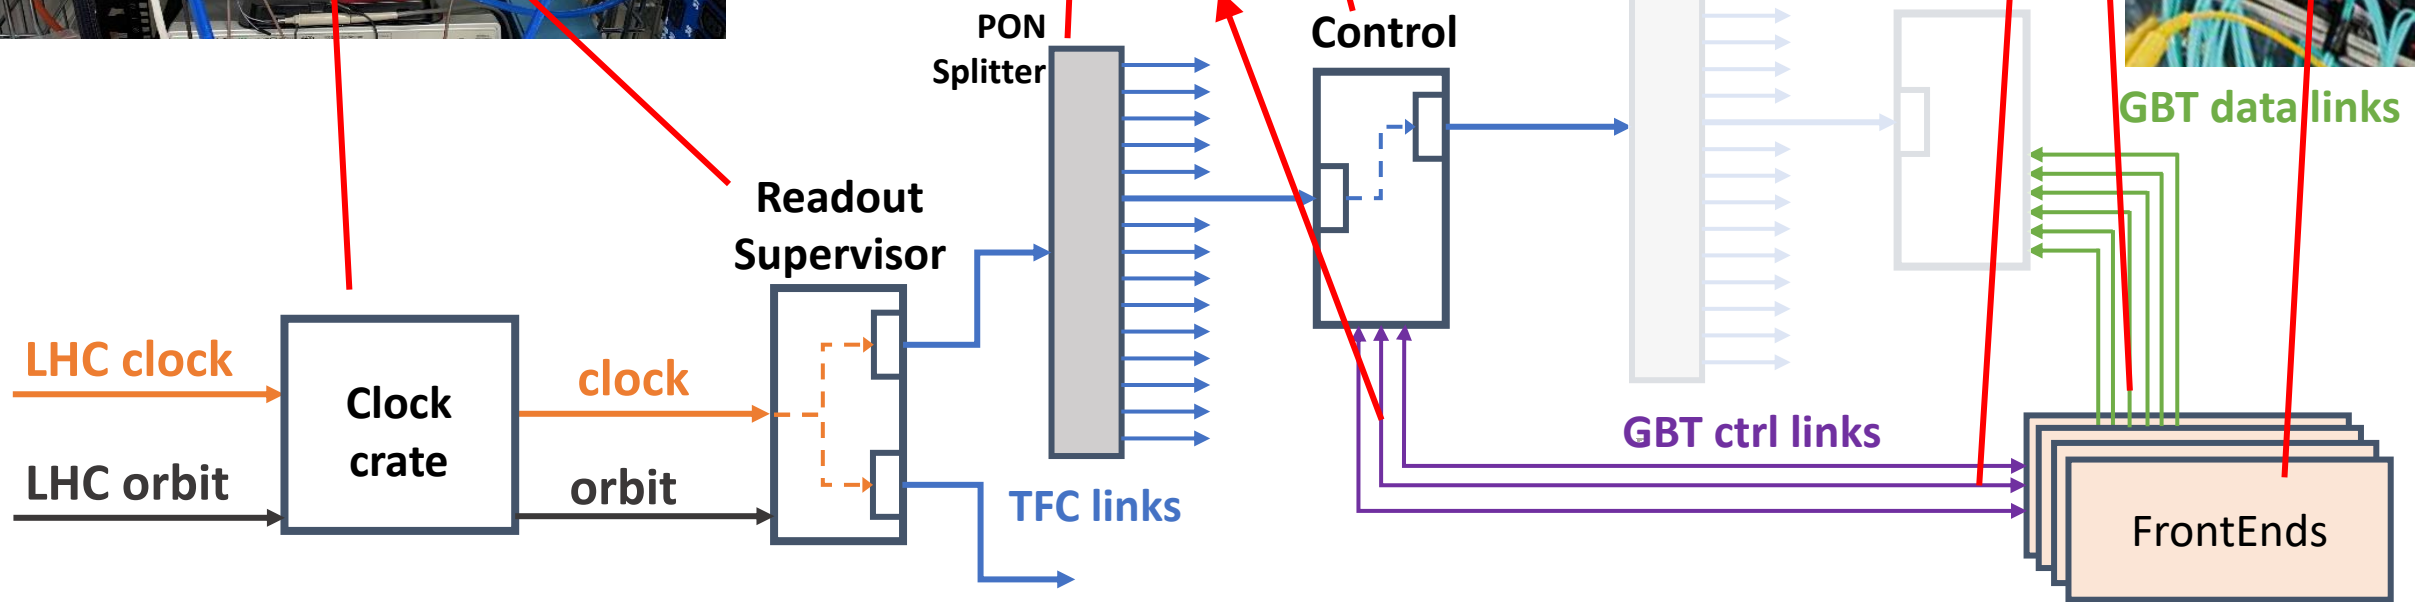 PON
Splitter
Control
GBT data links
Readout
Supervisor
LHC clock
clock
Clock
crate
LHC orbit
orbit
TFC links
GBT ctrl links
FrontEnds